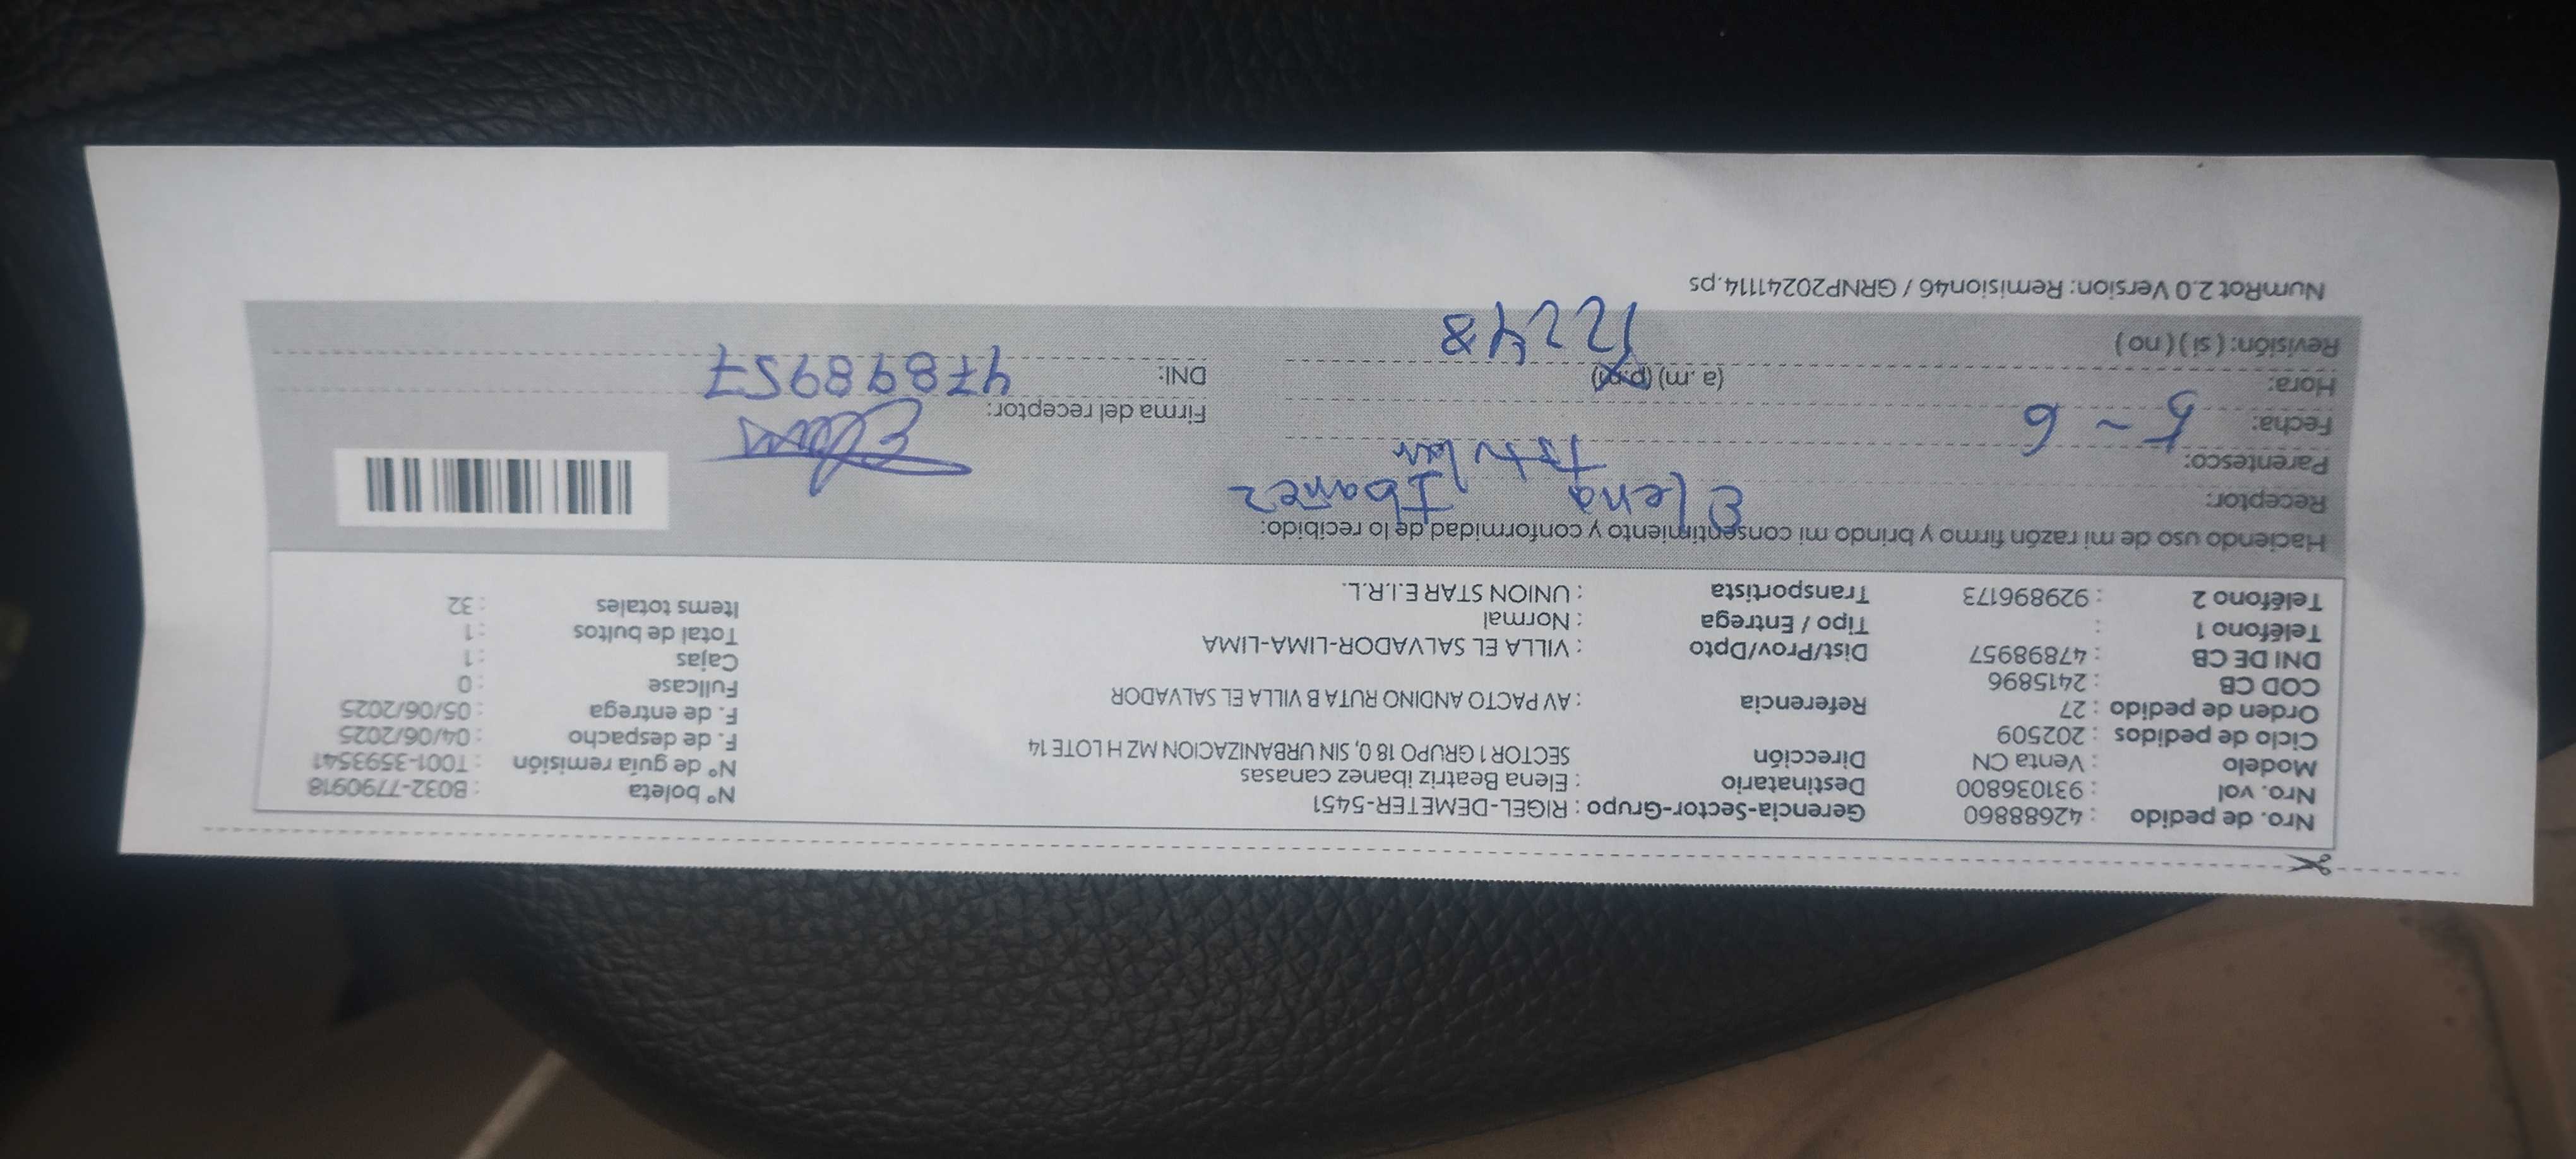 Nro. de pedido : 42688860 Gerencia-Sector-Grupo : RIGEL-DEMETER-5451 N° boleta : B032-7790918
Nro. vol : 931036800 Destinatario : Elena Beatriz ibanez canasas N° de guía remisión : T001-3593541
Modelo : Venta CN Dirección SECTOR 1 GRUPO 18 0, SIN URBANIZACION MZ H LOTE 14 F. de despacho : 04/06/2025
Ciclo de pedidos : 202509 F. de entrega : 05/06/2025
Orden de pedido : 27 Referencia : AV PACTO ANDINO RUTA B VILLA EL SALVADOR Fullcase : 0
COD CB : 2415896 Cajas : 1
DNI DE CB : 47898957 Dist/Prov/Dpto : VILLA EL SALVADOR-LIMA-LIMA Total de bultos : 1
Teléfono 1 : Tipo / Entrega : Normal Items totales : 32
Teléfono 2 : 929896173 Transportista : UNION STAR E.I.R.L.
Haciendo uso de mi razón firmo y brindo mi consentimiento y conformidad de lo recibido:
Receptor: Elena Ibañez
Parentesco: Titular
Fecha: 5 - 6 Firma del receptor:
Hora: (a .m) (p.m) DNI: 47898957
Revisión: ( si ) ( no ) 12248
NumRot 2.0 Version: Remision46 / GRNP20241114.ps